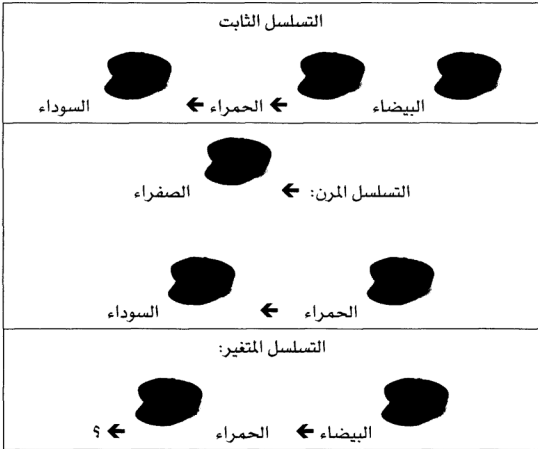 التسلسل الثابت
البيضاء ← الحمراء ← السوداء
التسلسل المرن: ← الصفراء
الحمراء ← السوداء
التسلسل المتغير:
البيضاء ← الحمراء ← ؟